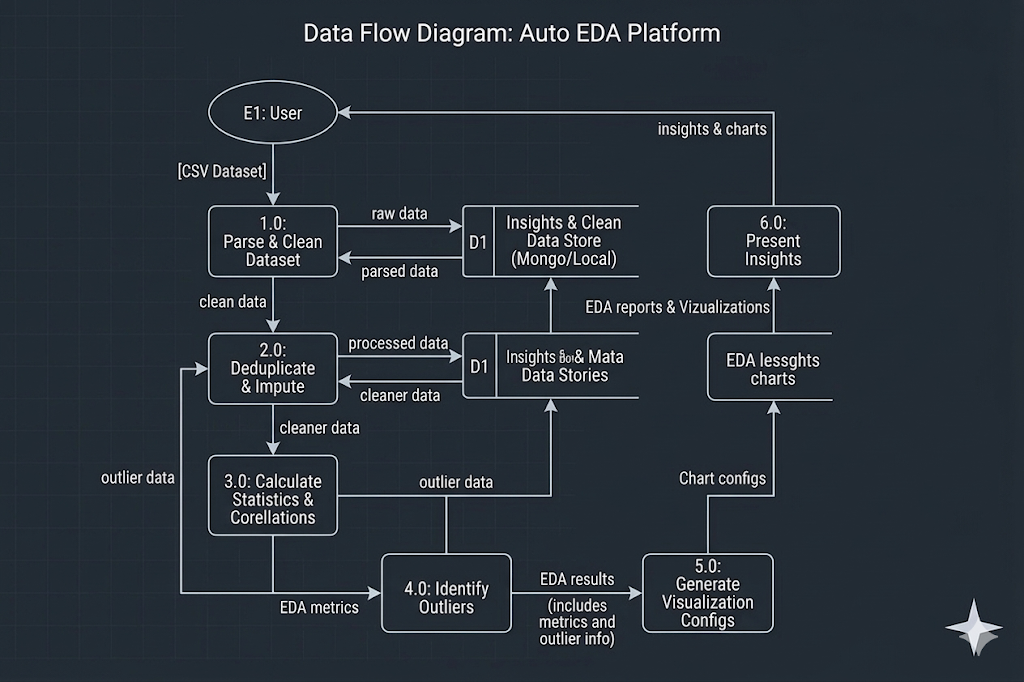 Data Flow Diagram: Auto EDA Platform
E1: User
insights & charts
[CSV Dataset]
1.0:
Parse & Clean
Dataset
raw data
parsed data
D1
Insights & Clean
Data Store
(Mongo/Local)
6.0:
Present
Insights
clean data
EDA reports & Vizualizations
2.0:
Deduplicate
& Impute
processed data
cleaner data
D1
Insights & Mata
Data Stories
EDA lessghts
charts
cleaner data
outlier data
3.0: Calculate
Statistics &
Corellations
outlier data
Chart configs
EDA metrics
4.0: Identify
Outliers
EDA results
(includes
metrics and
outlier info)
5.0:
Generate
Visualization
Configs